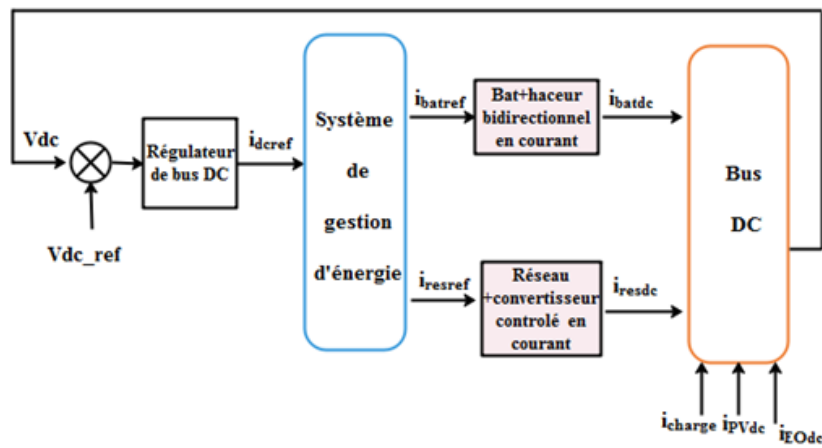 Vdc
Vdc_ref
Régulateur
de bus DC
idcref
Système
de
gestion
d'énergie
ibatref
Bat+haceur
bidirectionnel
en courant
ibatdc
iresref
Réseau
+convertisseur
controlé en
courant
iresdc
Bus
DC
icharge
iPVdc
iEOdc